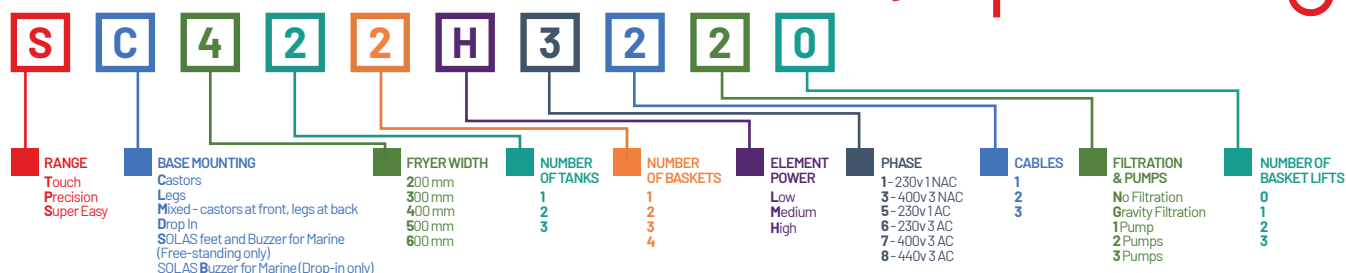 S C 4 2 2 H 3 2 2 0
RANGE
Touch
Precision
Super Easy
BASE MOUNTING
Castors
Legs
Mixed – castors at front, legs at back
Drop In
SOLAS feet and Buzzer for Marine
(Free-standing only)
SOLAS Buzzer for Marine (Drop-in only)
FRYER WIDTH
200 mm
300 mm
400 mm
500 mm
600 mm
NUMBER
OF TANKS
1
2
3
NUMBER
OF BASKETS
1
2
3
4
ELEMENT
POWER
Low
Medium
High
PHASE
1 - 230v 1 NAC
3 - 400v 3 NAC
5 - 230v 1 AC
6 - 230v 3 AC
7 - 400v 3 AC
8 - 440v 3 AC
CABLES
1
2
3
FILTRATION
& PUMPS
No Filtration
Gravity Filtration
1 Pump
2 Pumps
3 Pumps
NUMBER OF
BASKET LIFTS
0
1
2
3